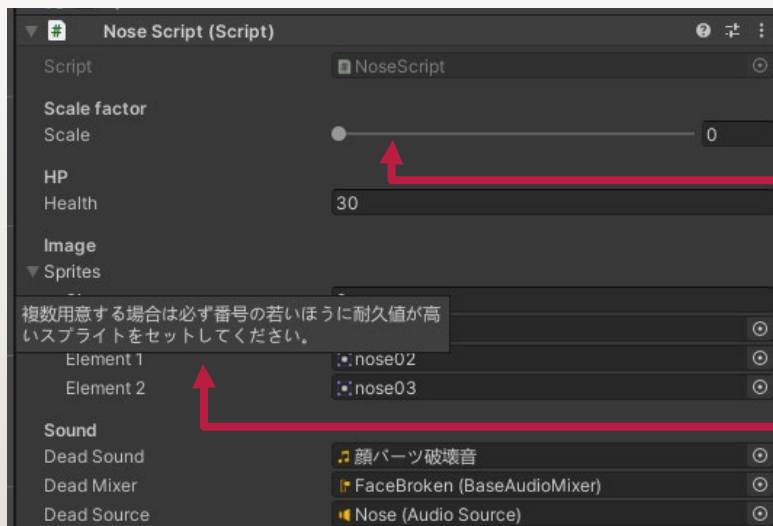 Nose Script (Script)
Script NoseScript
Scale factor
Scale 0
HP
Health 30
Image
Sprites
複数用意する場合は必ず番号の若いほうに耐久値が高
いスプライトをセットしてください。
Element 1 nose02
Element 2 nose03
Sound
Dead Sound 顔パーツ破壊音
Dead Mixer FaceBroken (BaseAudioMixer)
Dead Source Nose (Audio Source)